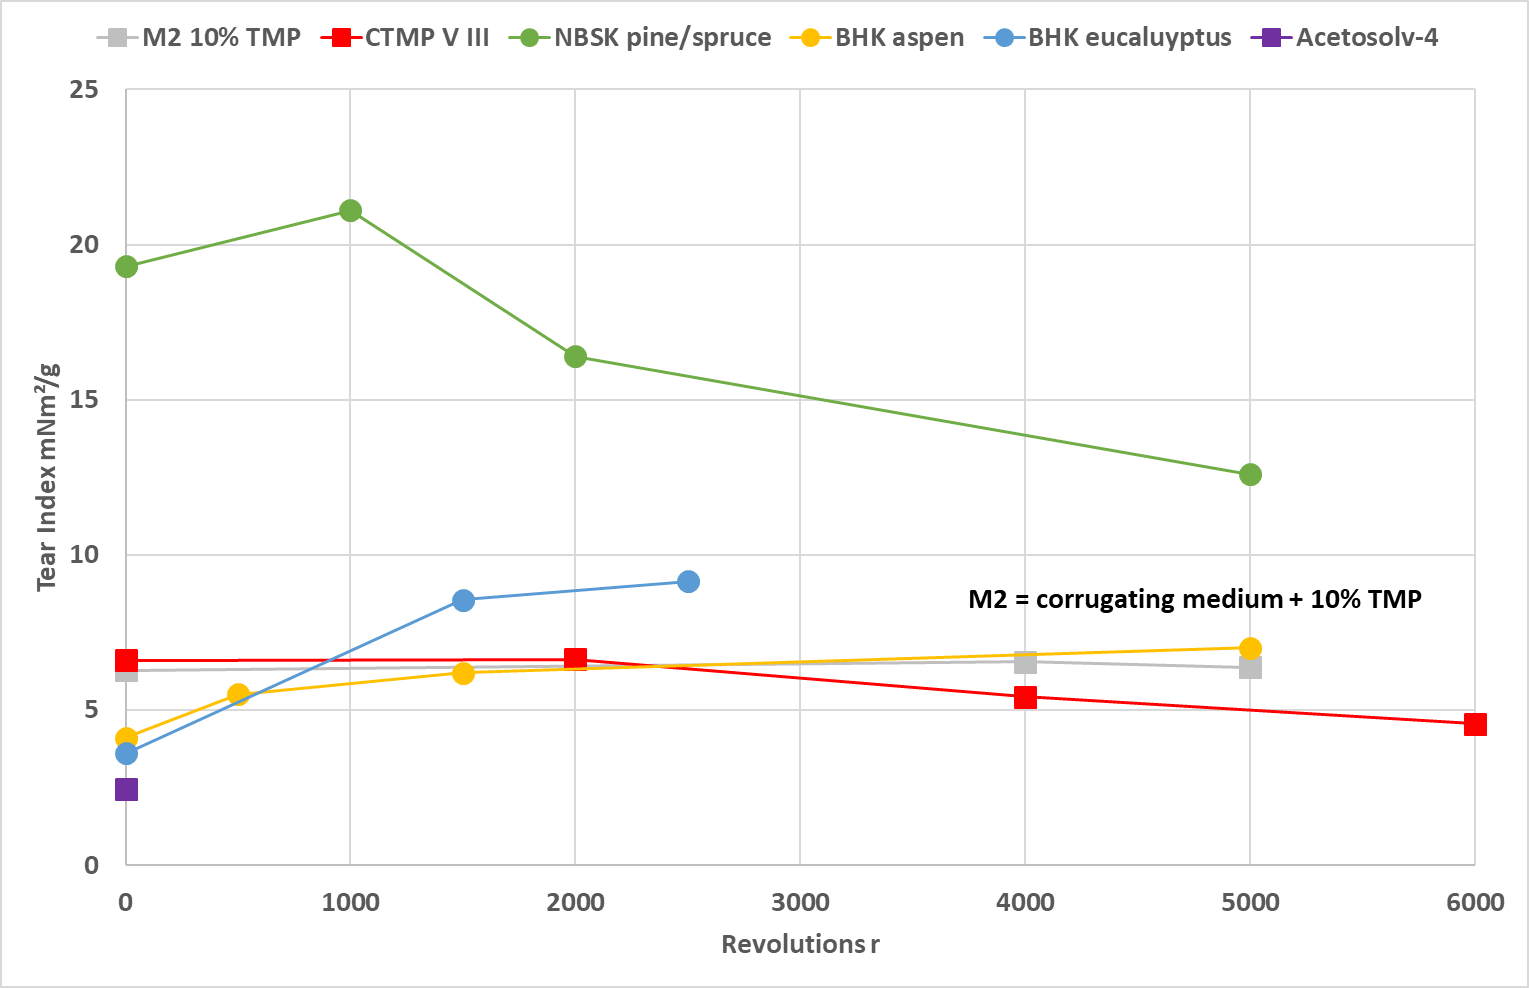 M2 10% TMP CTMP V III NBSK pine/spruce BHK aspen BHK eucaluyptus Acetosolv-4
25
20
15
10
5
0
Tear Index mNm²/g
M2 = corrugating medium + 10% TMP
0 1000 2000 3000 4000 5000 6000
Revolutions r